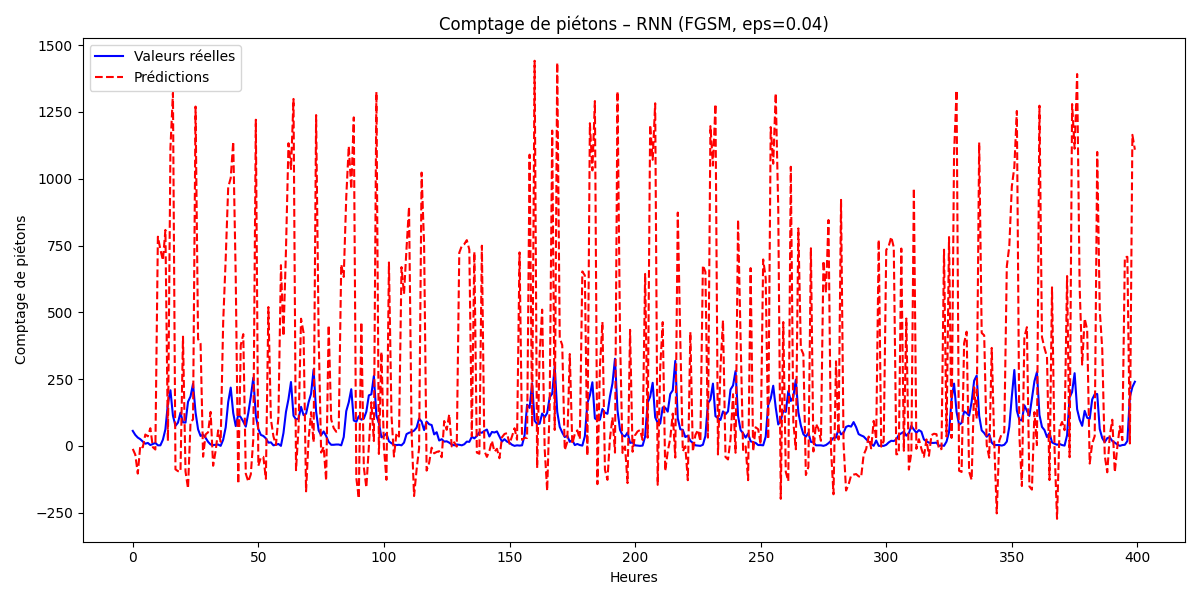 Comptage de piétons – RNN (FGSM, eps=0.04)
Valeurs réelles
Prédictions
1500
1250
1000
750
500
250
0
−250
Comptage de piétons
0 50 100 150 200 250 300 350 400
Heures